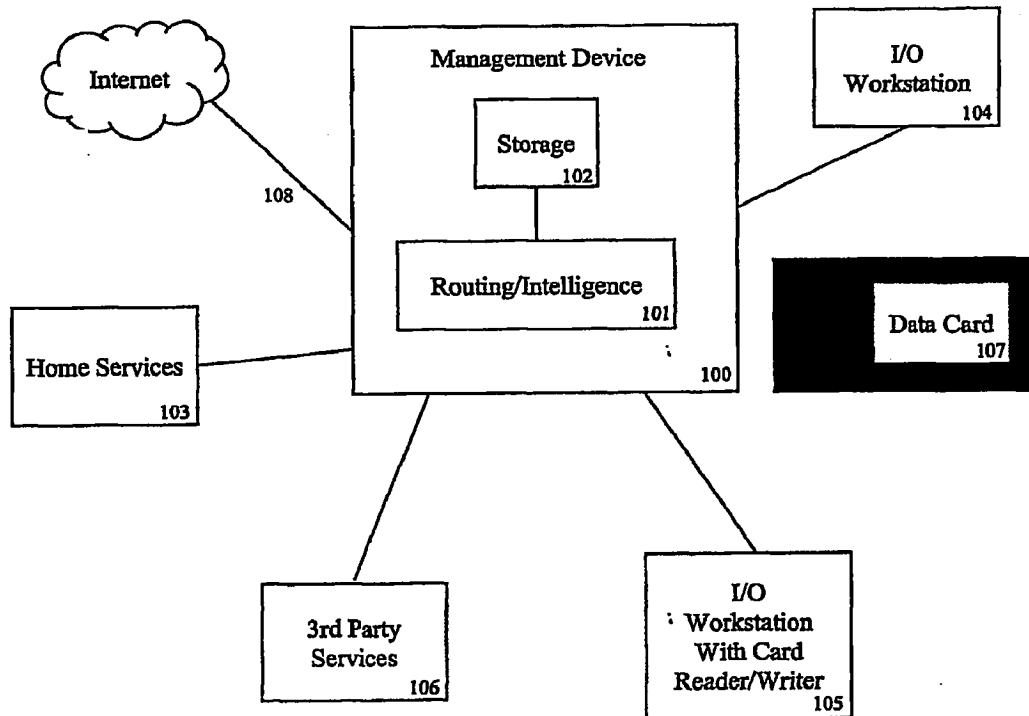 Internet
108
Management Device
Storage
102
Routing/Intelligence
101
100
I/O
Workstation
104
Data Card
107
Home Services
103
3rd Party
Services
106
I/O
Workstation
With Card
Reader/Writer
105